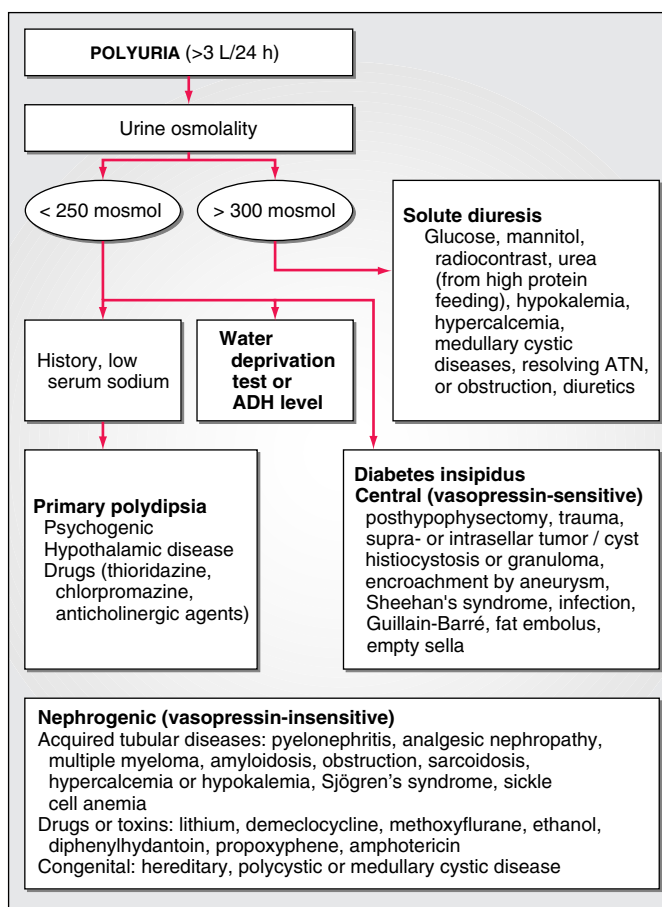 POLYURIA (>3 L/24 h)
Urine osmolality
< 250 mosmol
> 300 mosmol
Solute diuresis
Glucose, mannitol,
radiocontrast, urea
(from high protein
feeding), hypokalemia,
hypercalcemia,
medullary cystic
diseases, resolving ATN,
or obstruction, diuretics
History, low
serum sodium
Water
deprivation
test or
ADH level
Primary polydipsia
Psychogenic
Hypothalamic disease
Drugs (thioridazine,
chlorpromazine,
anticholinergic agents)
Diabetes insipidus
Central (vasopressin-sensitive)
posthypophysectomy, trauma,
supra- or intrasellar tumor / cyst
histiocystosis or granuloma,
encroachment by aneurysm,
Sheehan's syndrome, infection,
Guillain-Barré, fat embolus,
empty sella
Nephrogenic (vasopressin-insensitive)
Acquired tubular diseases: pyelonephritis, analgesic nephropathy,
multiple myeloma, amyloidosis, obstruction, sarcoidosis,
hypercalcemia or hypokalemia, Sjögren’s syndrome, sickle
cell anemia
Drugs or toxins: lithium, demeclocycline, methoxyflurane, ethanol,
diphenylhydantoin, propoxyphene, amphotericin
Congenital: hereditary, polycystic or medullary cystic disease